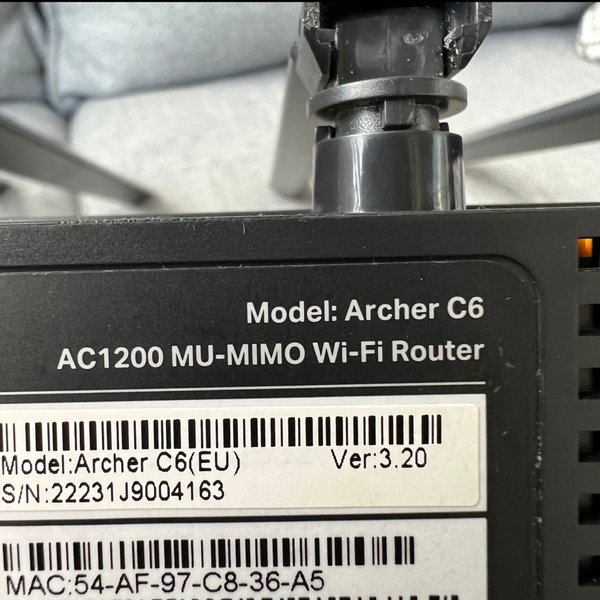 Model: Archer C6
AC1200 MU-MIMO Wi-Fi Router
Model:Archer C6(EU) Ver:3.20
S/N:22231J9004163
MAC:54-AF-97-C8-36-A5